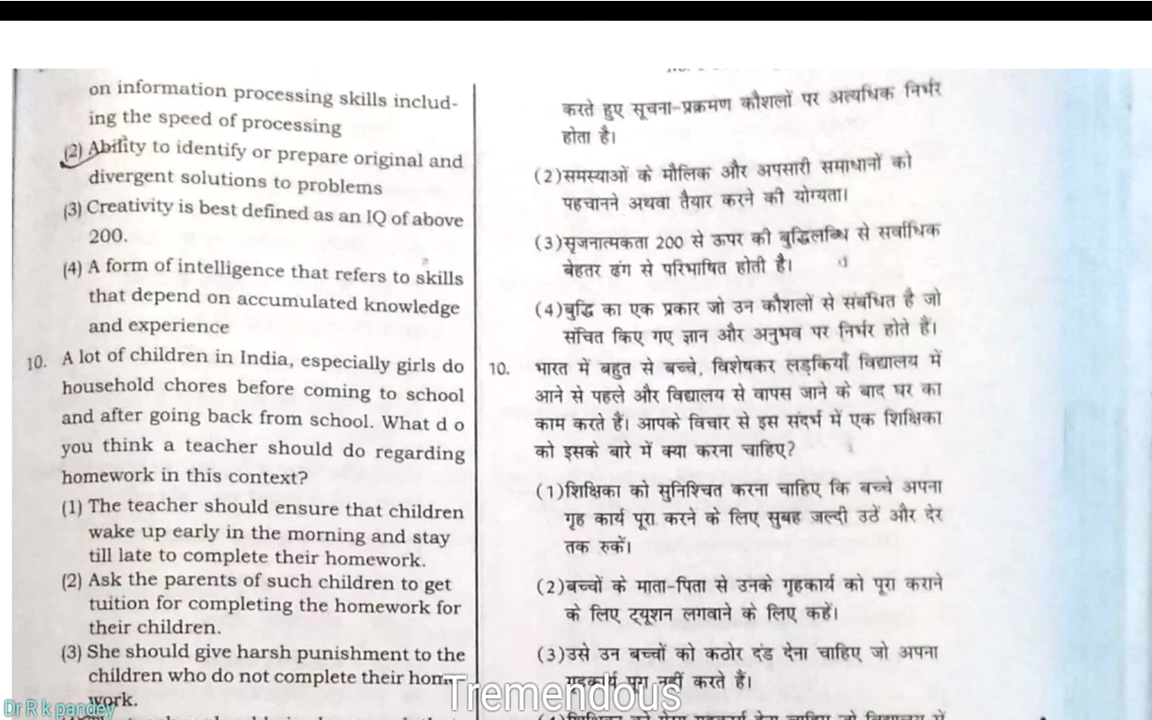 on information processing skills includ-
ing the speed of processing
(2) Ability to identify or prepare original and
divergent solutions to problems
(3) Creativity is best defined as an IQ of above
200.
(4) A form of intelligence that refers to skills
that depend on accumulated knowledge
and experience
10. A lot of children in India, especially girls do
household chores before coming to school
and after going back from school. What d o
you think a teacher should do regarding
homework in this context?
(1) The teacher should ensure that children
wake up early in the morning and stay
till late to complete their homework.
(2) Ask the parents of such children to get
tuition for completing the homework for
their children.
(3) She should give harsh punishment to the
children who do not complete their home-
work.
करते हुए सूचना-प्रक्रमण कौशलों पर अत्यधिक निर्भर
होता है।
(2)समस्याओं के मौलिक और अपसारी समाधानों को
पहचानने अथवा तैयार करने की योग्यता।
(3)सृजनात्मकता 200 से ऊपर की बुद्धिलब्धि से सर्वाधिक
बेहतर ढंग से परिभाषित होती है।
(4)बुद्धि का एक प्रकार जो उन कौशलों से संबंधित है जो
संचित किए गए ज्ञान और अनुभव पर निर्भर होते हैं।
10. भारत में बहुत से बच्चे, विशेषकर लड़कियाँ विद्यालय में
आने से पहले और विद्यालय से वापस जाने के बाद घर का
काम करते हैं। आपके विचार से इस संदर्भ में एक शिक्षिका
को इसके बारे में क्या करना चाहिए?
(1)शिक्षिका को सुनिश्चित करना चाहिए कि बच्चे अपना
गृह कार्य पूरा करने के लिए सुबह जल्दी उठें और देर
तक रुकें।
(2)बच्चों के माता-पिता से उनके गृहकार्य को पूरा कराने
के लिए ट्यूशन लगवाने के लिए कहें।
(3)उसे उन बच्चों को कठोर दंड देना चाहिए जो अपना
गृहकार्य पूरा नहीं करते हैं।
Tremendous
Dr R k pandey